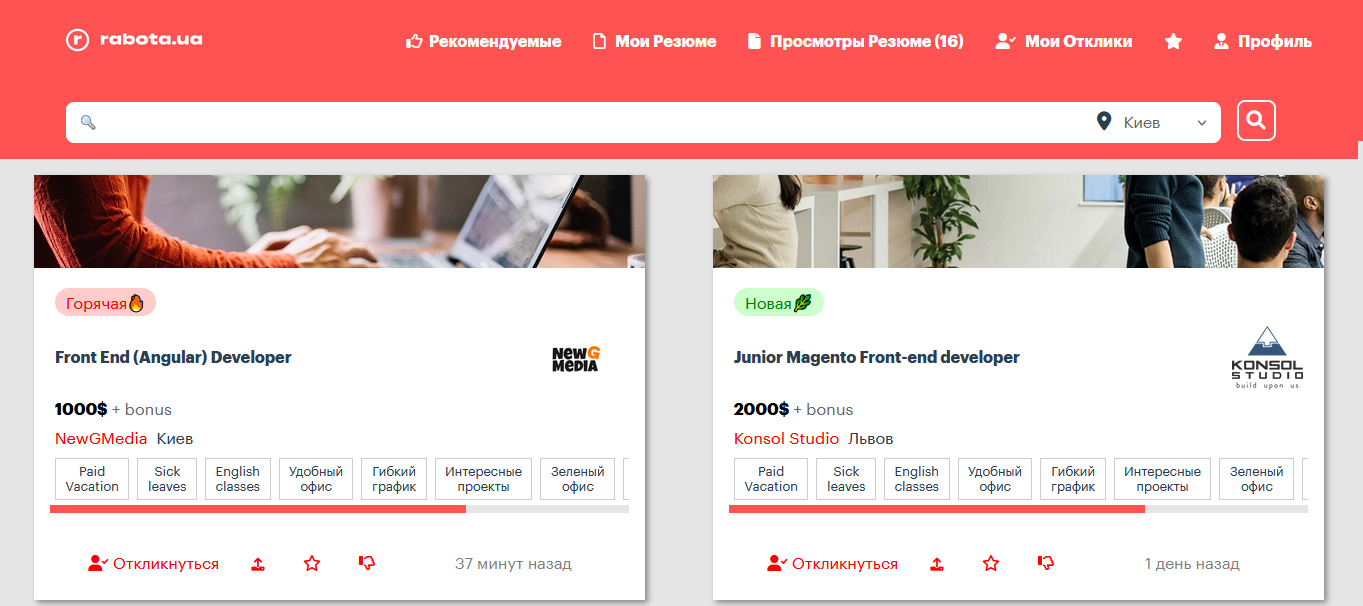 rabota.ua
Рекомендуемые
Мои Резюме
Просмотры Резюме (16)
Мои Отклики
Профиль
Киев
Горячая
Front End (Angular) Developer
NewG
MEDIA
1000$ + bonus
NewGMedia Киев
Paid
Vacation
Sick
leaves
English
classes
Удобный
офис
Гибкий
график
Интересные
проекты
Зеленый
офис
Откликнуться
37 минут назад
Новая
Junior Magento Front-end developer
KONSOL
STUDIO
build upon us
2000$ + bonus
Konsol Studio Львов
Paid
Vacation
Sick
leaves
English
classes
Удобный
офис
Гибкий
график
Интересные
проекты
Зеленый
офис
Откликнуться
1 день назад